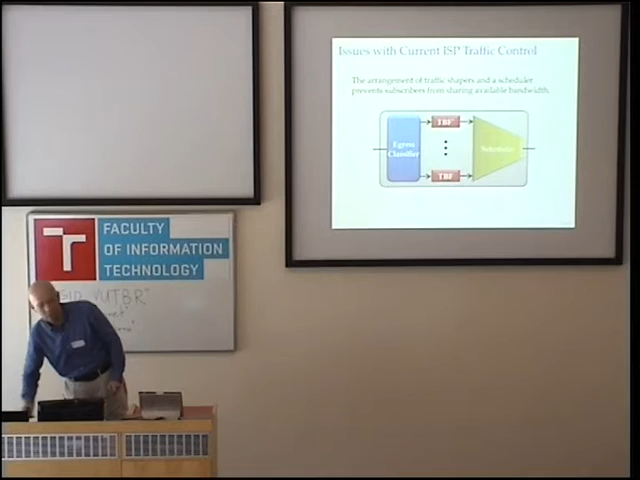 Issues with Current ISP Traffic Control
The arrangement of traffic shapers and a scheduler
prevents subscribers from sharing available bandwidth.
TBF
Egress
Classifier
TBF
FACULTY
OF INFORMATION
TECHNOLOGY
VUTBR"